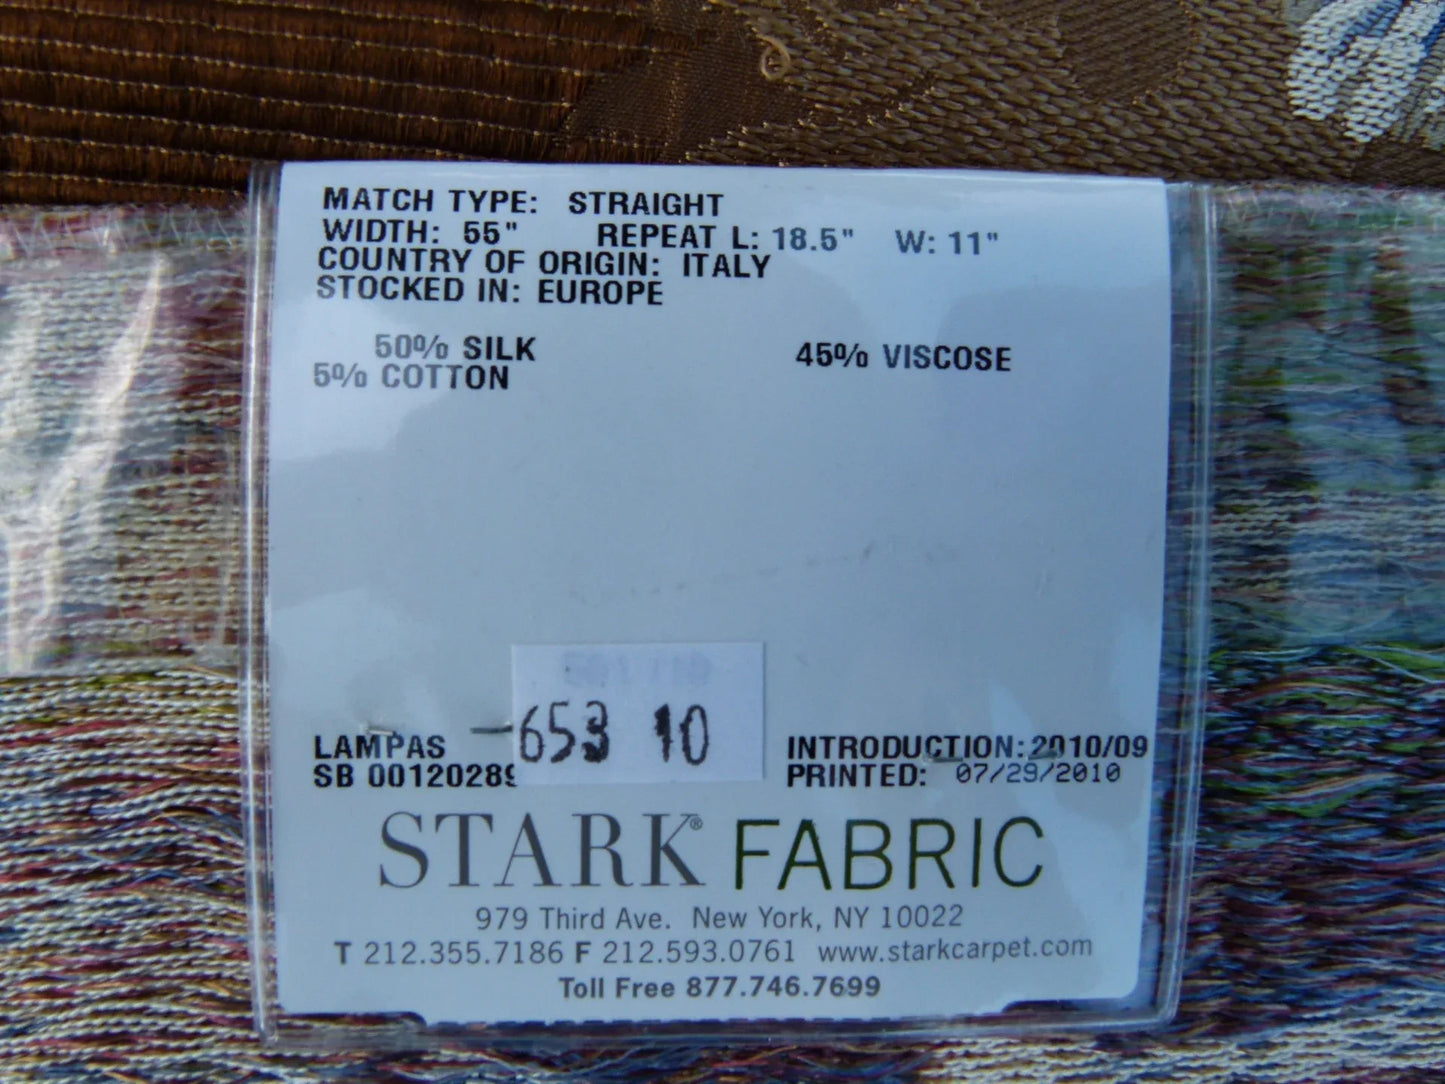 MATCH TYPE: STRAIGHT
WIDTH: 55" REPEAT L: 18.5" W: 11"
COUNTRY OF ORIGIN: ITALY
STOCKED IN: EUROPE
50% SILK 45% VISCOSE
5% COTTON
LAMPAS -653 10 INTRODUCTION: 2010/09
SB 00120289 PRINTED: 07/29/2010
STARK® FABRIC
979 Third Ave. New York, NY 10022
T 212.355.7186 F 212.593.0761 www.starkcarpet.com
Toll Free 877.746.7699